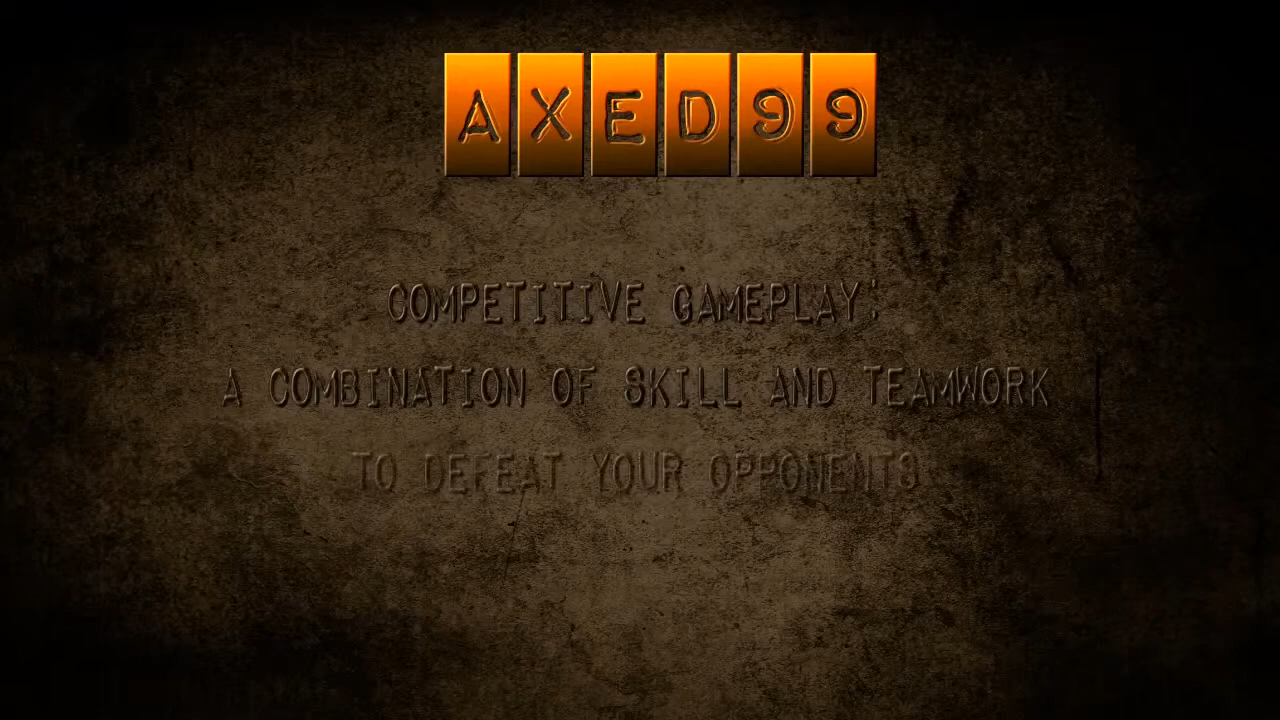 AXED99
COMPETITIVE GAMEPLAY:
A COMBINATION OF SKILL AND TEAMWORK
TO DEFEAT YOUR OPPONENTS